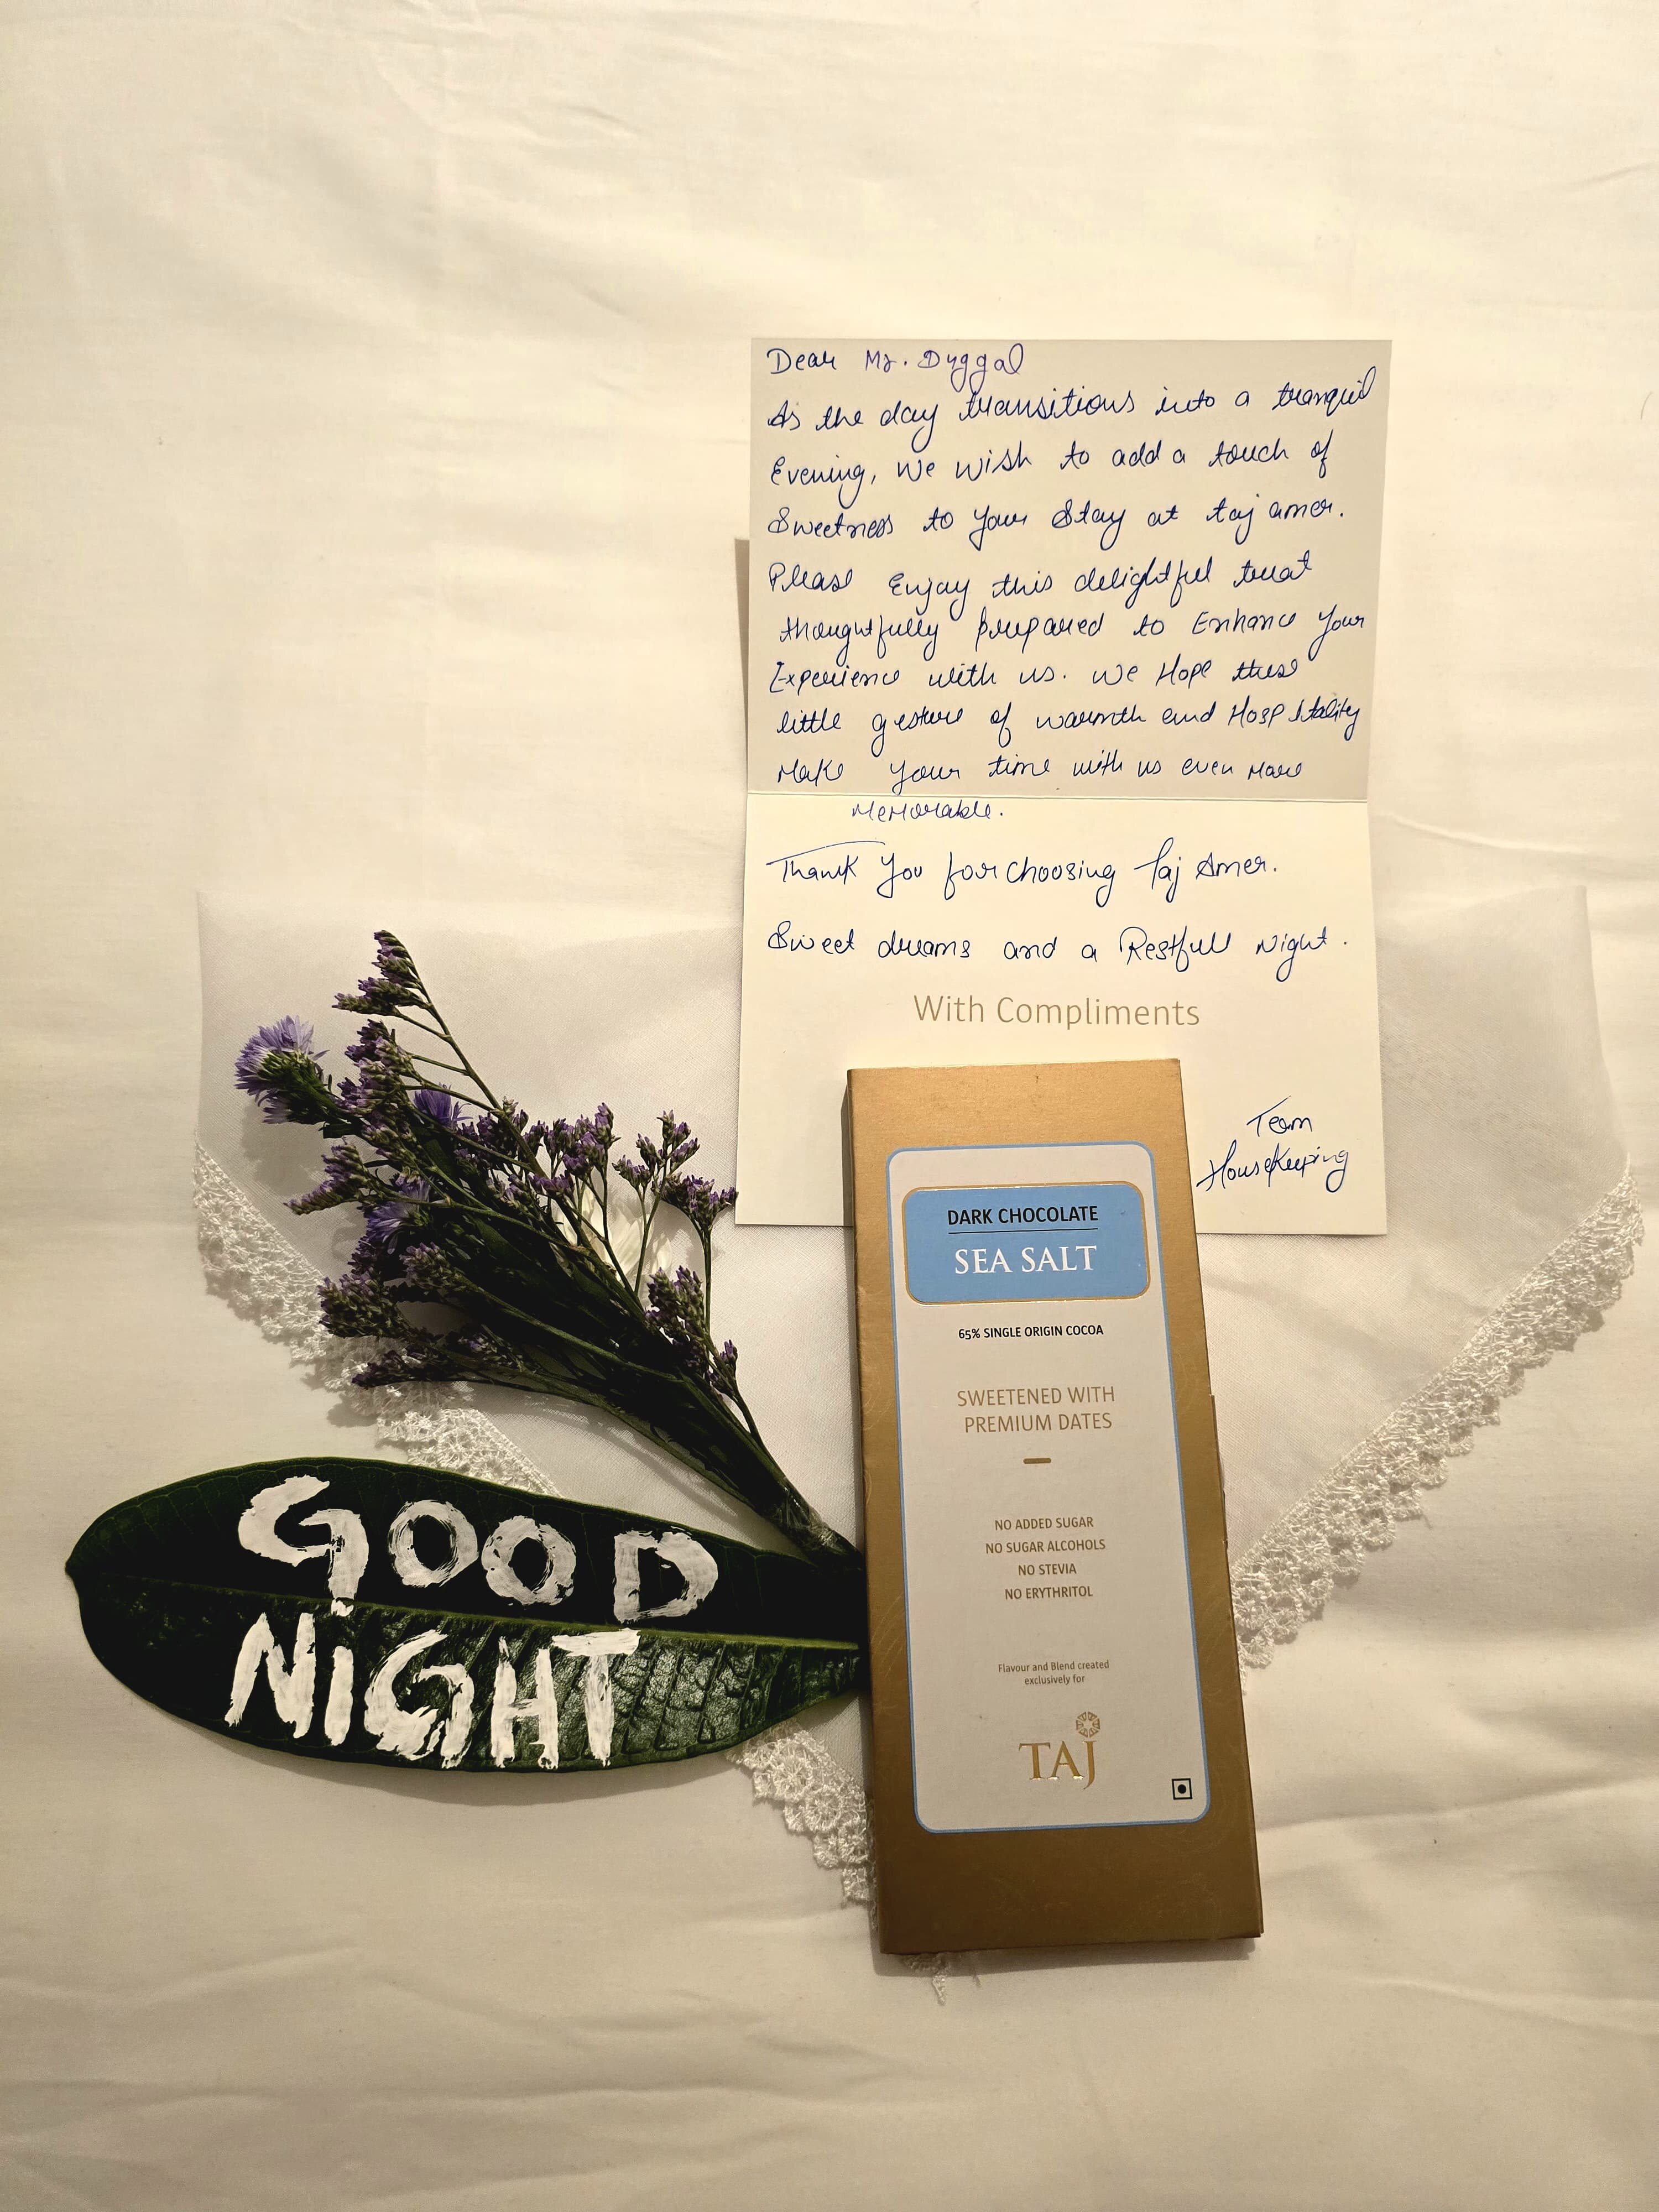 Dear Mr. Duggal
As the day transitions into a tranquil
Evening, we wish to add a touch of
Sweetness to your Stay at taj amer.
Please Enjoy this delightful treat
thoughtfully prepared to Enhance your
Experience with us. we Hope these
little gesture of warmth and Hospitality
Make your time with us even More
Memorable.
Thank You for choosing Taj Amer.
Sweet dreams and a Restfull Night.
With Compliments
Team
Housekeeping
DARK CHOCOLATE
SEA SALT
65% SINGLE ORIGIN COCOA
SWEETENED WITH
PREMIUM DATES
NO ADDED SUGAR
NO SUGAR ALCOHOLS
NO STEVIA
NO ERYTHRITOL
Flavour and Blend created
exclusively for
TAJ
GOOD
NiGHT